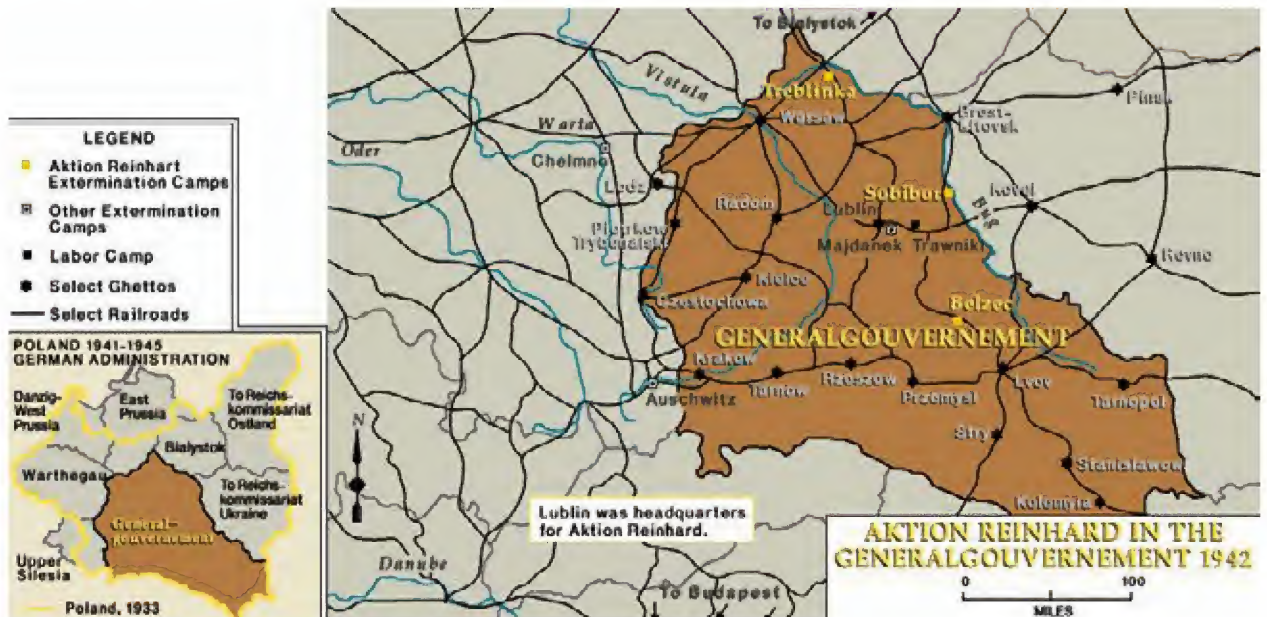 LEGEND
Aktion Reinhart
Extermination Camps
Other Extermination
Camps
Labor Camp
Select Ghettos
Select Railroads
POLAND 1941-1945
GERMAN ADMINISTRATION
Danzig-
West
Prussia
East
Prussia
To Reichs-
kommissariat
Ostland
Bialystok
Warthegau
To Reichs-
kommissariat
Ukraine
General-
gouvernement
Upper
Silesia
Poland, 1933
To Bialystok
Vistula
Treblinka
Pinsk
Warta
Warsaw
Brest-
Litovsk
Oder
Chelmno
Lodz
Sobibor
Kovel
Radom
Lublin
Bug
Piotrkow
Trybunalski
Majdanek
Trawniki
Rovno
Kielce
Czestochowa
Belzec
GENERALGOUVERNEMENT
Krakow
Auschwitz
Tarnow
Rzeszow
Przemysl
Lvov
Tarnopol
Stry
Stanislawow
Kolomyia
N
Lublin was headquarters
for Aktion Reinhard.
Danube
To Budapest
AKTION REINHARD IN THE
GENERALGOUVERNEMENT 1942
0 100
MILES